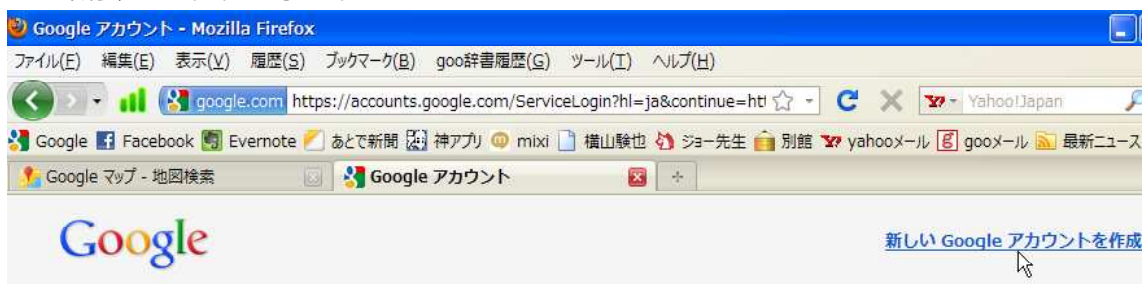 Google アカウント - Mozilla Firefox
ファイル(F) 編集(E) 表示(V) 履歴(S) ブックマーク(B) goo辞書履歴(G) ツール(T) ヘルプ(H)
google.com https://accounts.google.com/ServiceLogin?hl=ja&continue=htt Yahoo!Japan
Google Facebook Evernote あとで新聞 神アプリ mixi 横山験也 ジョー先生 別館 yahooメール gooメール 最新ニュース
Google マップ - 地図検索 Google アカウント
Google 新しい Google アカウントを作成